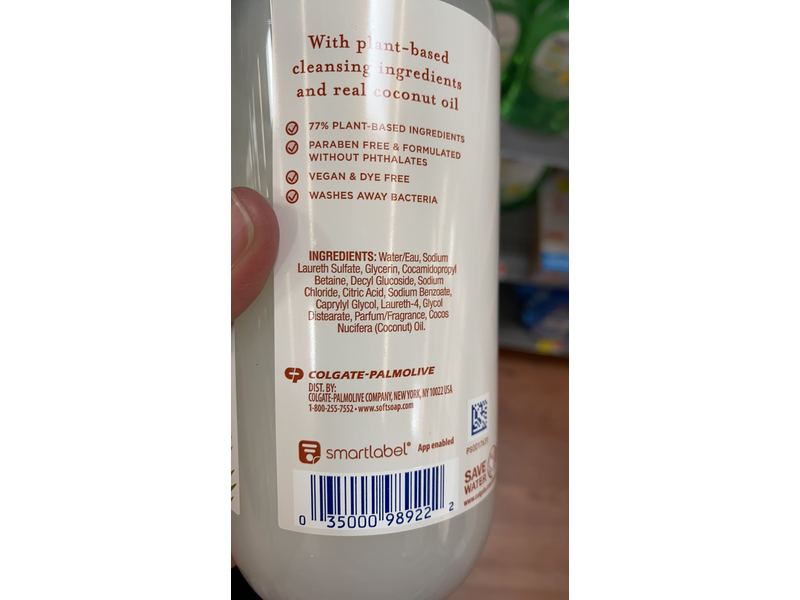 With plant-based
cleansing ingredients
and real coconut oil
77% PLANT-BASED INGREDIENTS
PARABEN FREE & FORMULATED
WITHOUT PHTHALATES
VEGAN & DYE FREE
WASHES AWAY BACTERIA
INGREDIENTS: Water/Eau, Sodium
Laureth Sulfate, Glycerin, Cocamidopropyl
Betaine, Decyl Glucoside, Sodium
Chloride, Citric Acid, Sodium Benzoate,
Caprylyl Glycol, Laureth-4, Glycol
Distearate, Parfum/Fragrance, Cocos
Nucifera (Coconut) Oil.
CP COLGATE-PALMOLIVE
DIST. BY:
COLGATE-PALMOLIVE COMPANY, NEW YORK, NY 10022 USA
1-800-255-7552 • www.softsoap.com
smartlabel® App enabled
SAVE
WATER
www.colgate
0 35000 98922 2